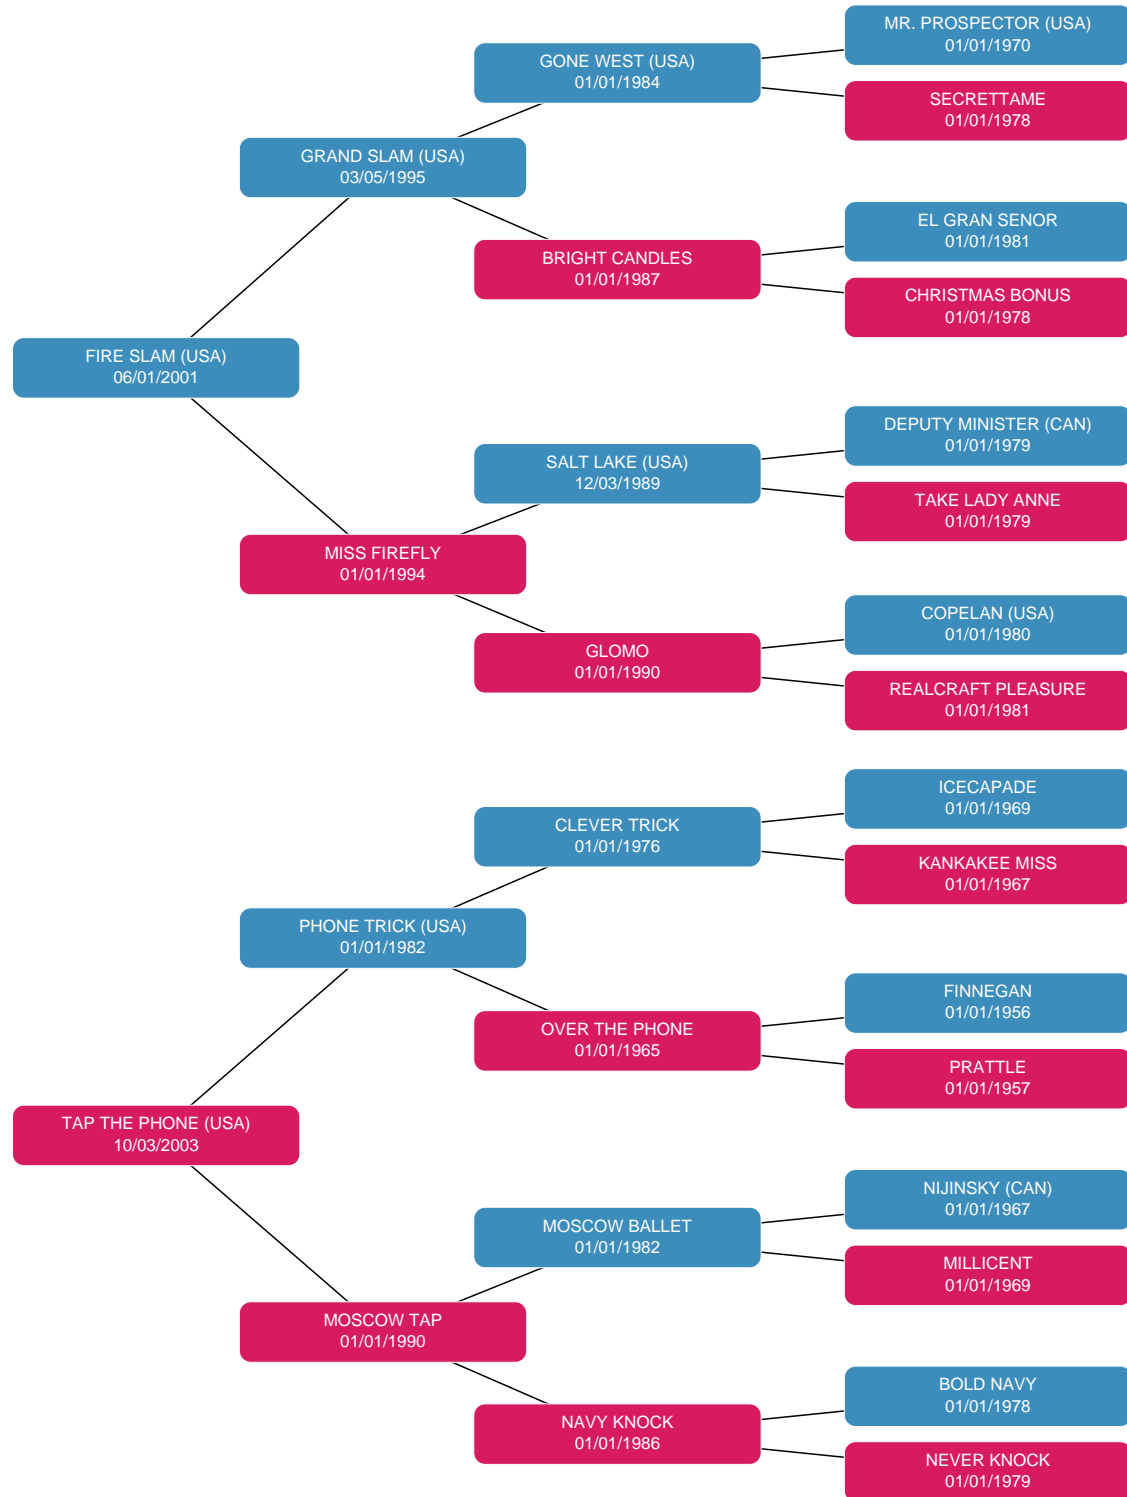 MR. PROSPECTOR (USA)
01/01/1970
GONE WEST (USA)
01/01/1984
SECRETTAME
01/01/1978
GRAND SLAM (USA)
03/05/1995
EL GRAN SENOR
01/01/1981
BRIGHT CANDLES
01/01/1987
CHRISTMAS BONUS
01/01/1978
FIRE SLAM (USA)
06/01/2001
DEPUTY MINISTER (CAN)
01/01/1979
SALT LAKE (USA)
12/03/1989
TAKE LADY ANNE
01/01/1979
MISS FIREFLY
01/01/1994
COPELAN (USA)
01/01/1980
GLOMO
01/01/1990
REALCRAFT PLEASURE
01/01/1981
ICECAPADE
01/01/1969
CLEVER TRICK
01/01/1976
KANKAKEE MISS
01/01/1967
PHONE TRICK (USA)
01/01/1982
FINNEGAN
01/01/1956
OVER THE PHONE
01/01/1965
PRATTLE
01/01/1957
TAP THE PHONE (USA)
10/03/2003
NIJINSKY (CAN)
01/01/1967
MOSCOW BALLET
01/01/1982
MILLICENT
01/01/1969
MOSCOW TAP
01/01/1990
BOLD NAVY
01/01/1978
NAVY KNOCK
01/01/1986
NEVER KNOCK
01/01/1979